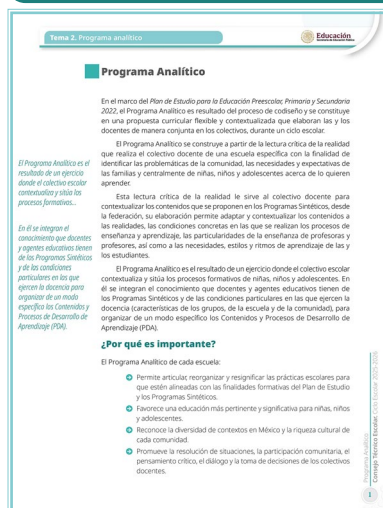 Tema 2. Programa analítico
Educación
Secretaría de Educación Pública
Programa Analítico
En el marco del Plan de Estudio para la Educación Preescolar, Primaria y Secundaria
2022, el Programa Analítico es resultado del proceso de codiseño y se constituye
en una propuesta curricular flexible y contextualizada que elaboran las y los
docentes de manera conjunta en los colectivos, durante un ciclo escolar.
El Programa Analítico se construye a partir de la lectura crítica de la realidad
que realiza el colectivo docente de una escuela específica con la finalidad de
identificar las problemáticas de la comunidad, las necesidades y expectativas de
las familias y centralmente de niñas, niños y adolescentes acerca de lo quieren
aprender.
Esta lectura crítica de la realidad le sirve al colectivo docente para
contextualizar los contenidos que se proponen en los Programas Sintéticos, desde
la federación, su elaboración permite adaptar y contextualizar los contenidos a
las realidades, las condiciones concretas en las que se realizan los procesos de
enseñanza y aprendizaje, las particularidades de la enseñanza de profesoras y
profesores, así como a las necesidades, estilos y ritmos de aprendizaje de las y
los estudiantes.
El Programa Analítico es el resultado de un ejercicio donde el colectivo escolar
contextualiza y sitúa los procesos formativos de niñas, niños y adolescentes. En
él se integran el conocimiento que docentes y agentes educativos tienen de
los Programas Sintéticos y de las condiciones particulares en las que ejercen la
docencia (características de los grupos, de la escuela y de la comunidad), para
organizar de un modo específico los Contenidos y Procesos de Desarrollo de
Aprendizaje (PDA).
El Programa Analítico es el
resultado de un ejercicio
donde el colectivo escolar
contextualiza y sitúa los
procesos formativos...
En él se integran el
conocimiento que docentes
y agentes educativos tienen
de los Programas Sintéticos
y de las condiciones
particulares en las que
ejercen la docencia para
organizar de un modo
específico los Contenidos y
Procesos de Desarrollo de
Aprendizaje (PDA).
¿Por qué es importante?
El Programa Analítico de cada escuela:
Permite articular, reorganizar y resignificar las prácticas escolares para
que estén alineadas con las finalidades formativas del Plan de Estudio
y los Programas Sintéticos.
Favorece una educación más pertinente y significativa para niñas, niños
y adolescentes.
Reconoce la diversidad de contextos en México y la riqueza cultural de
cada comunidad.
Promueve la resolución de situaciones, la participación comunitaria, el
pensamiento crítico, el diálogo y la toma de decisiones de los colectivos
docentes.
Programa Analítico
Consejo Técnico Escolar. Ciclo Escolar 2025-2026
1